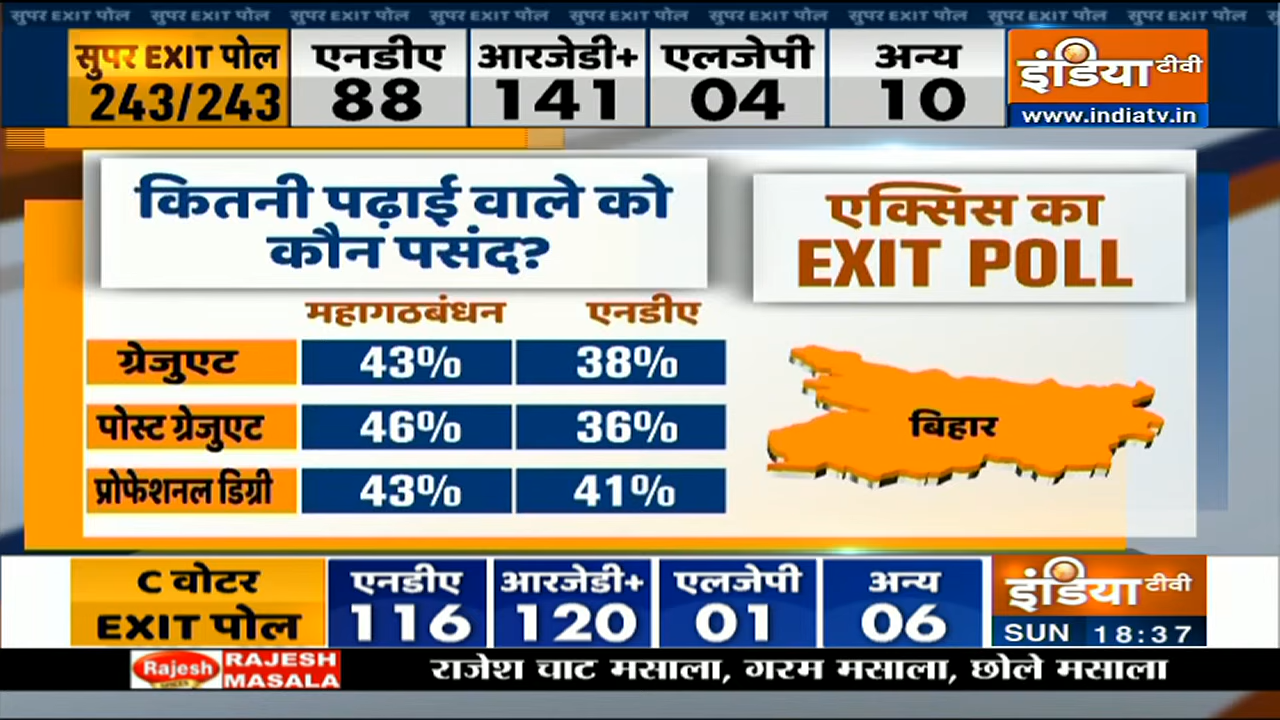 सुपर EXIT पोल सुपर EXIT पोल सुपर EXIT पोल सुपर EXIT पोल सुपर EXIT पोल सुपर EXIT पोल सुपर EXIT पोल सुपर EXIT पोल सुपर EXIT पोल
सुपर EXIT पोल एनडीए आरजेडी+ एलजेपी अन्य इंडिया टीवी
243/243 88 141 04 10 www.indiatv.in
कितनी पढ़ाई वाले को
कौन पसंद?
एक्सिस का
EXIT POLL
महागठबंधन एनडीए
ग्रेजुएट 43% 38%
पोस्ट ग्रेजुएट 46% 36%
प्रोफेशनल डिग्री 43% 41%
बिहार
C वोटर एनडीए आरजेडी+ एलजेपी अन्य इंडिया टीवी
EXIT पोल 116 120 01 06 SUN 18:37
Rajesh RAJESH MASALA राजेश चाट मसाला, गरम मसाला, छोले मसाला